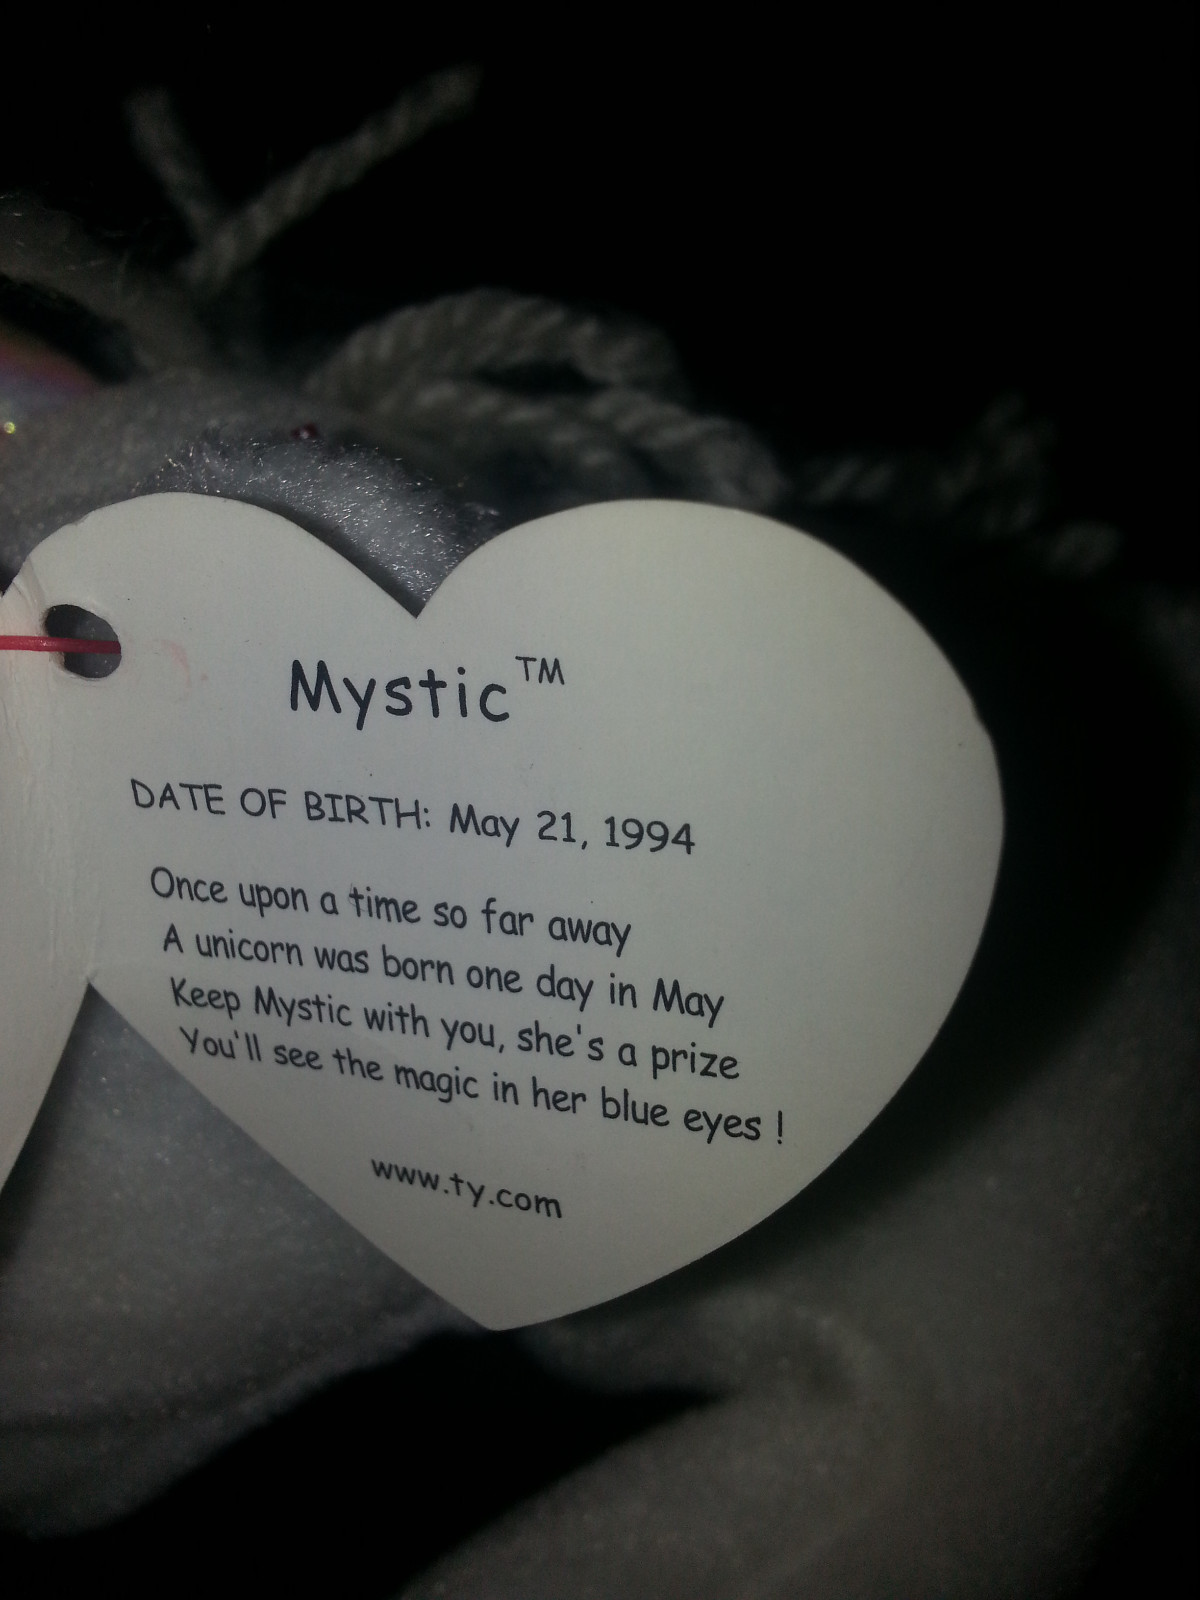 Mystic™
DATE OF BIRTH: May 21, 1994
Once upon a time so far away
A unicorn was born one day in May
Keep Mystic with you, she's a prize
You'll see the magic in her blue eyes !
www.ty.com